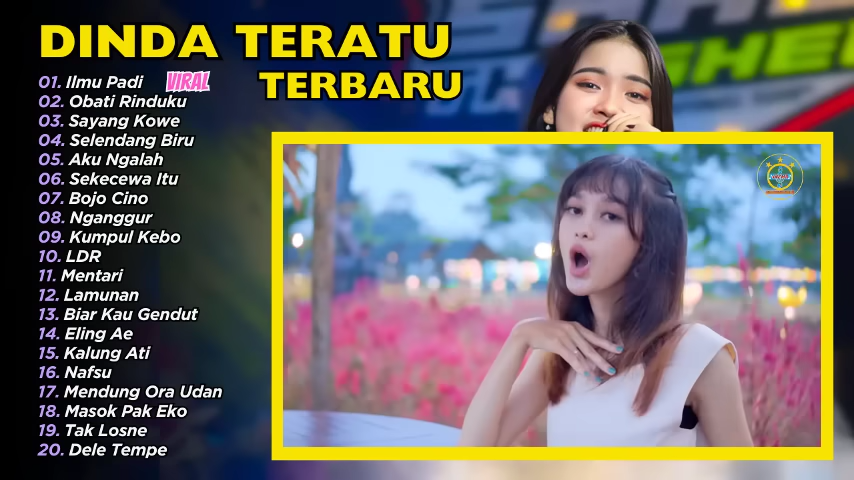 DINDA TERATU
TERBARU
01. Ilmu Padi VIRAL
02. Obati Rinduku
03. Sayang Kowe
04. Selendang Biru
05. Aku Ngalah
06. Sekecewa Itu
07. Bojo Cino
08. Nganggur
09. Kumpul Kebo
10. LDR
11. Mentari
12. Lamunan
13. Biar Kau Gendut
14. Eling Ae
15. Kalung Ati
16. Nafsu
17. Mendung Ora Udan
18. Masok Pak Eko
19. Tak Losne
20. Dele Tempe